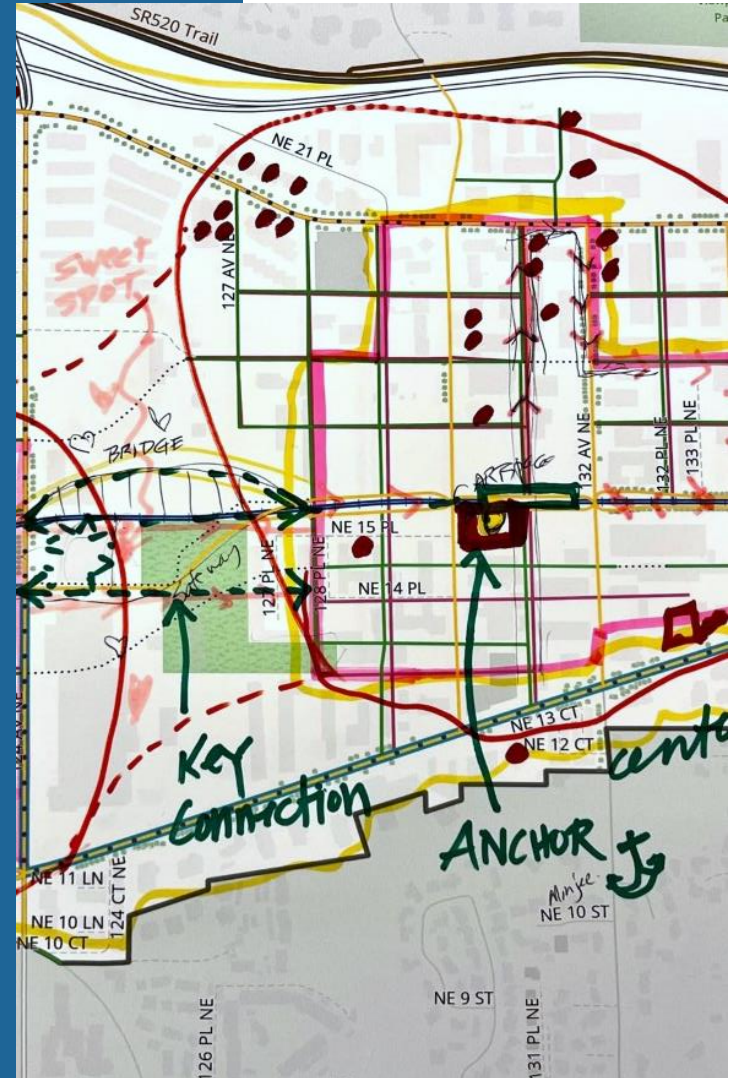 SR520 Trail
Pa
NE 21 PL
127 AV NE
SWEET
SPOT
BRIDGE
132 AV NE
132 PL NE
133 PL NE
NE 15 PL
127 PL NE
128 PL NE
NE 14 PL
Key
Connection
NE 13 CT
NE 12 CT
cente
ANCHOR
Minjee
NE 11 LN
124 CT NE
NE 10 LN
NE 10 CT
NE 10 ST
NE 9 ST
126 PL NE
131 PL NE